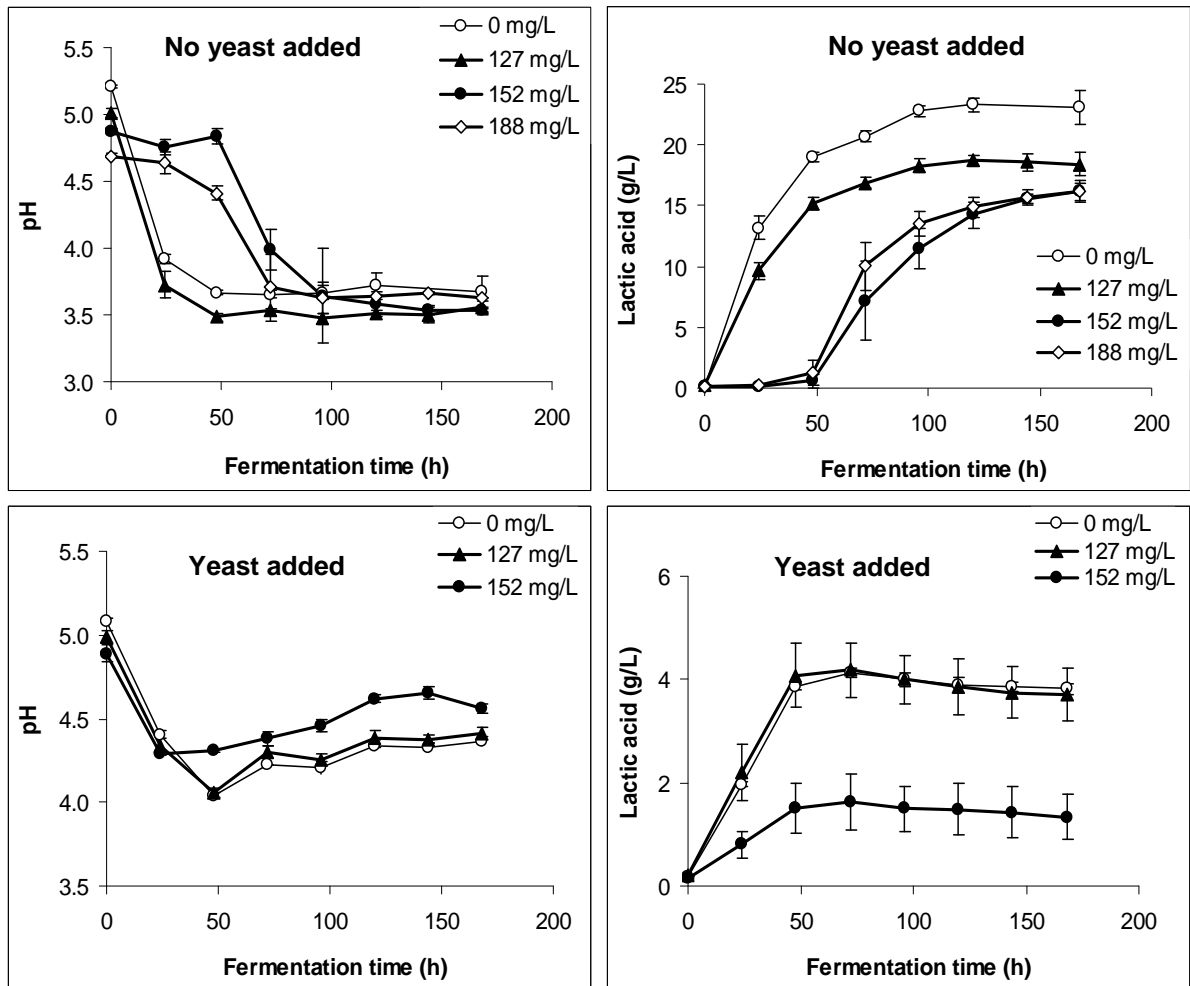 No yeast added
0 mg/L
127 mg/L
152 mg/L
188 mg/L
5.5
5.0
4.5
4.0
3.5
3.0
pH
0
50
100
150
200
Fermentation time (h)
No yeast added
25
20
15
10
5
0
Lactic acid (g/L)
0 mg/L
127 mg/L
152 mg/L
188 mg/L
0
50
100
150
200
Fermentation time (h)
Yeast added
0 mg/L
127 mg/L
152 mg/L
5.5
5.0
4.5
4.0
3.5
pH
0
50
100
150
200
Fermentation time (h)
Yeast added
0 mg/L
127 mg/L
152 mg/L
6
4
2
0
Lactic acid (g/L)
0
50
100
150
200
Fermentation time (h)